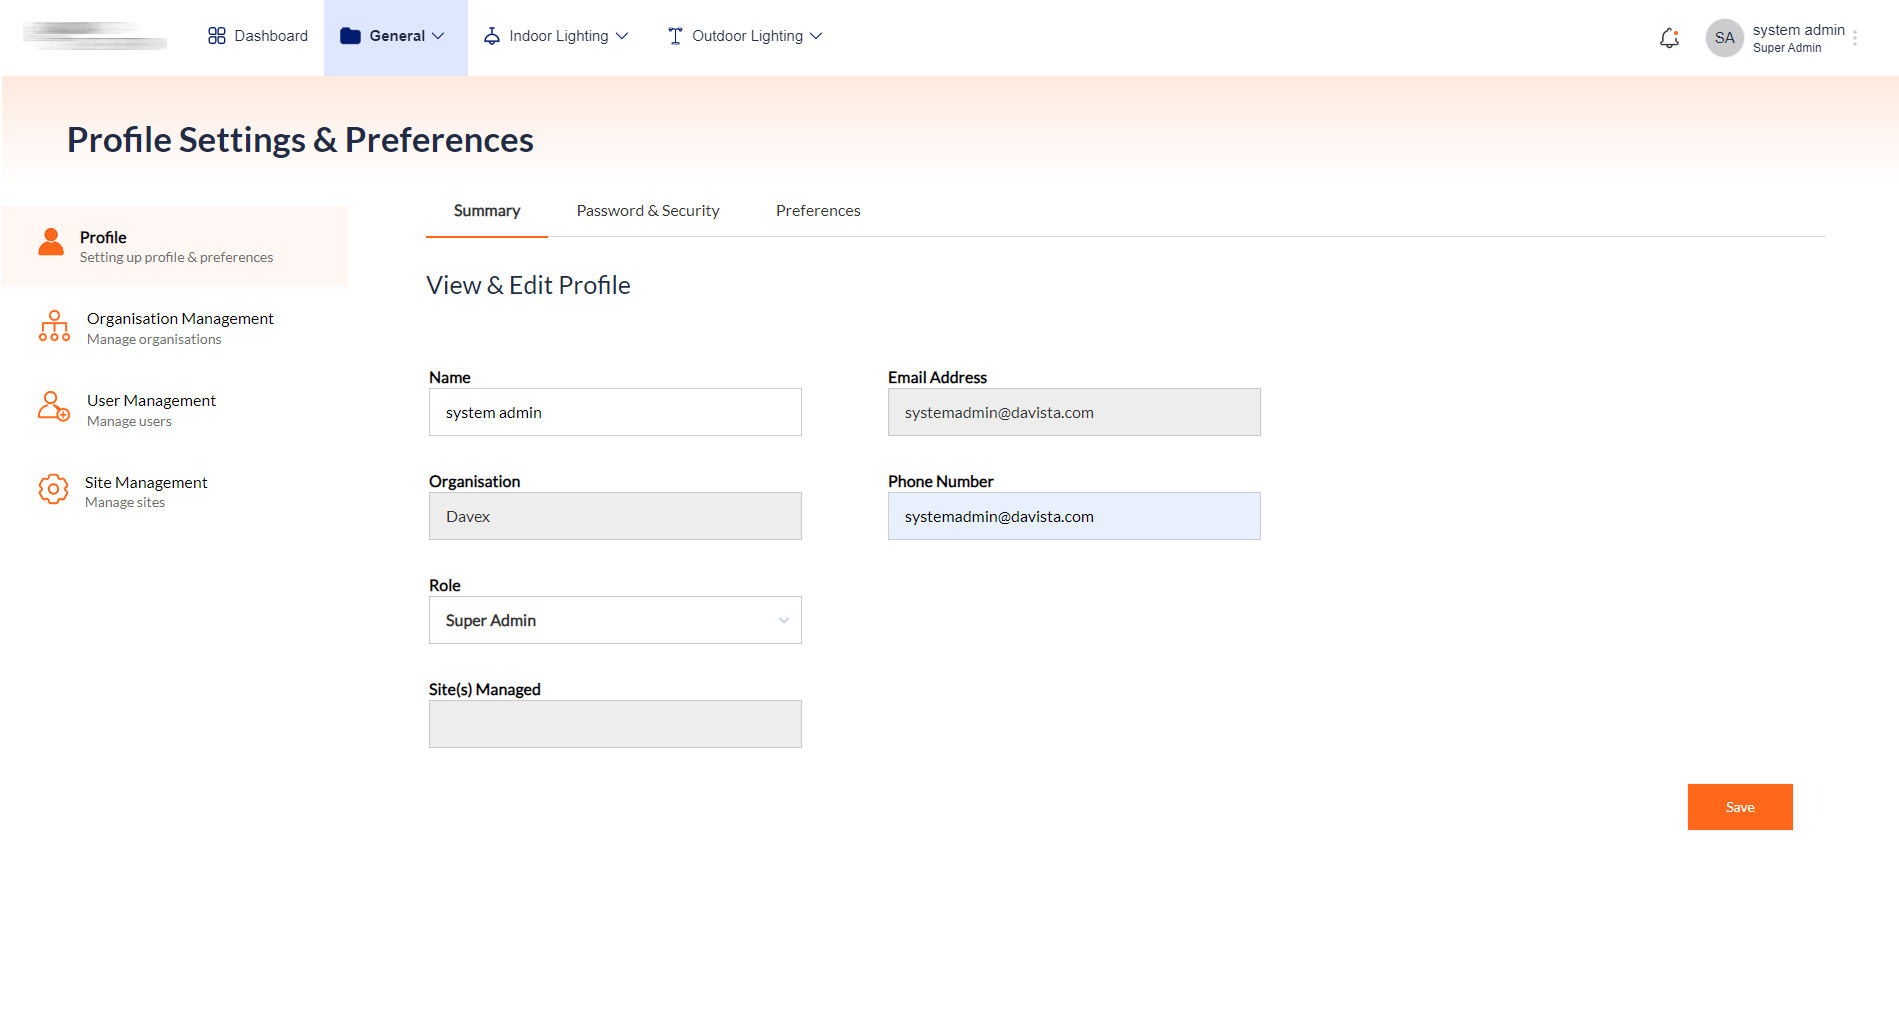 Dashboard
General
Indoor Lighting
Outdoor Lighting
SA
system admin
Super Admin
Profile Settings & Preferences
Profile
Setting up profile & preferences
Organisation Management
Manage organisations
User Management
Manage users
Site Management
Manage sites
Summary
Password & Security
Preferences
View & Edit Profile
Name
system admin
Email Address
systemadmin@davista.com
Organisation
Davex
Phone Number
systemadmin@davista.com
Role
Super Admin
Site(s) Managed
Save